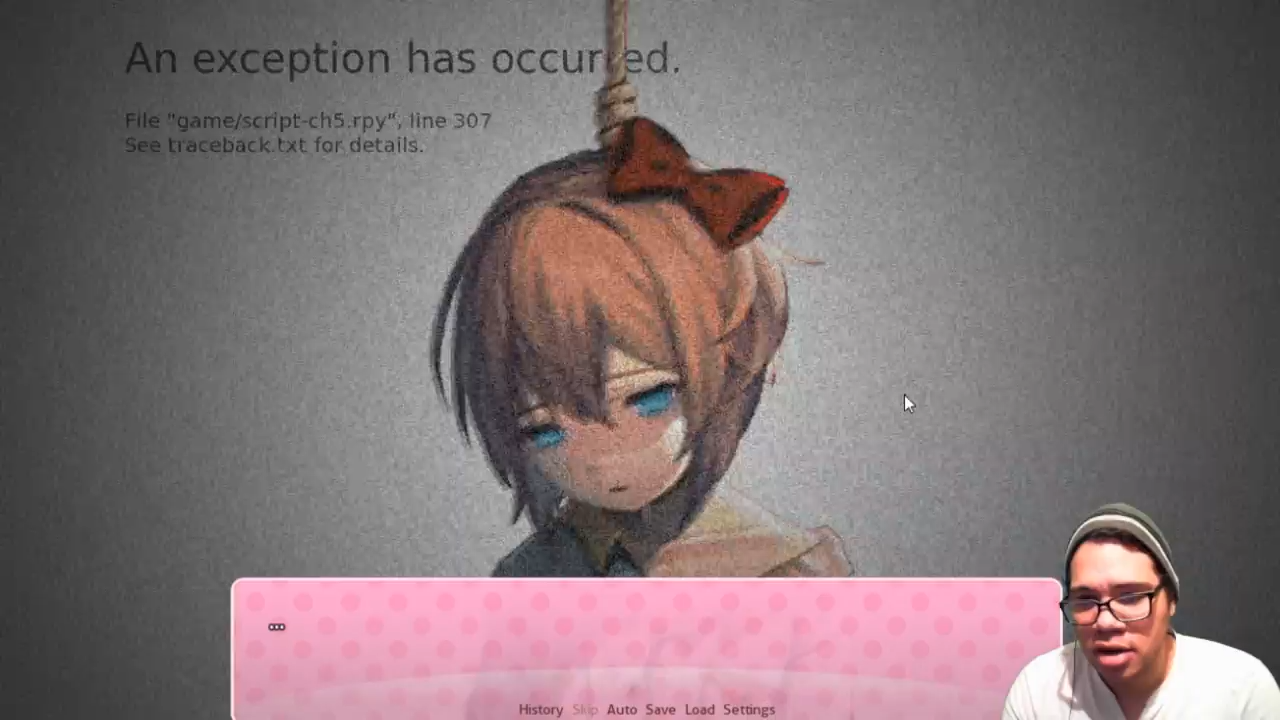 An exception has occurred.
File "game/script-ch5.rpy", line 307
See traceback.txt for details.
...
History Skip Auto Save Load Settings